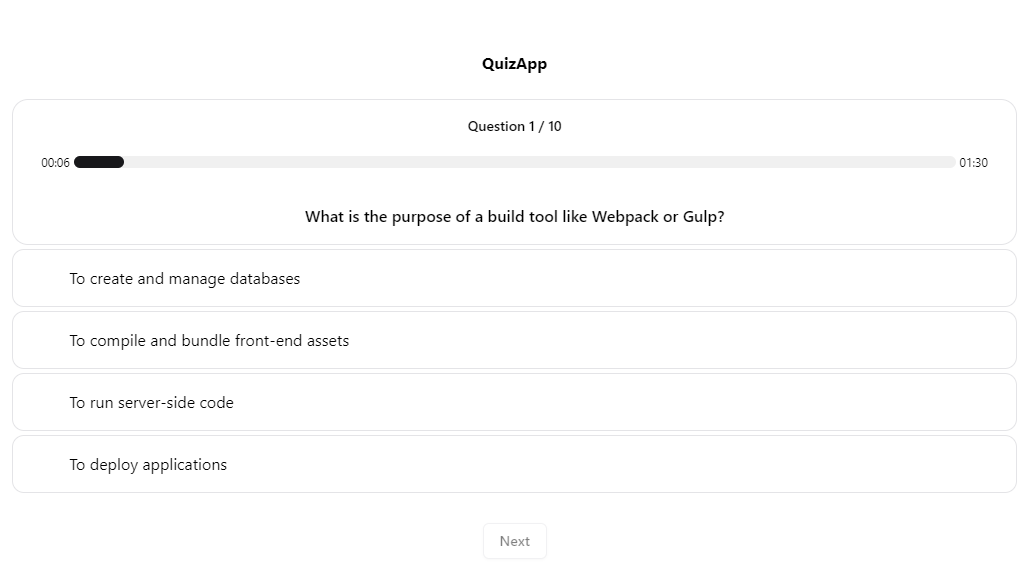 QuizApp
Question 1 / 10
00:06 01:30
What is the purpose of a build tool like Webpack or Gulp?
To create and manage databases
To compile and bundle front-end assets
To run server-side code
To deploy applications
Next